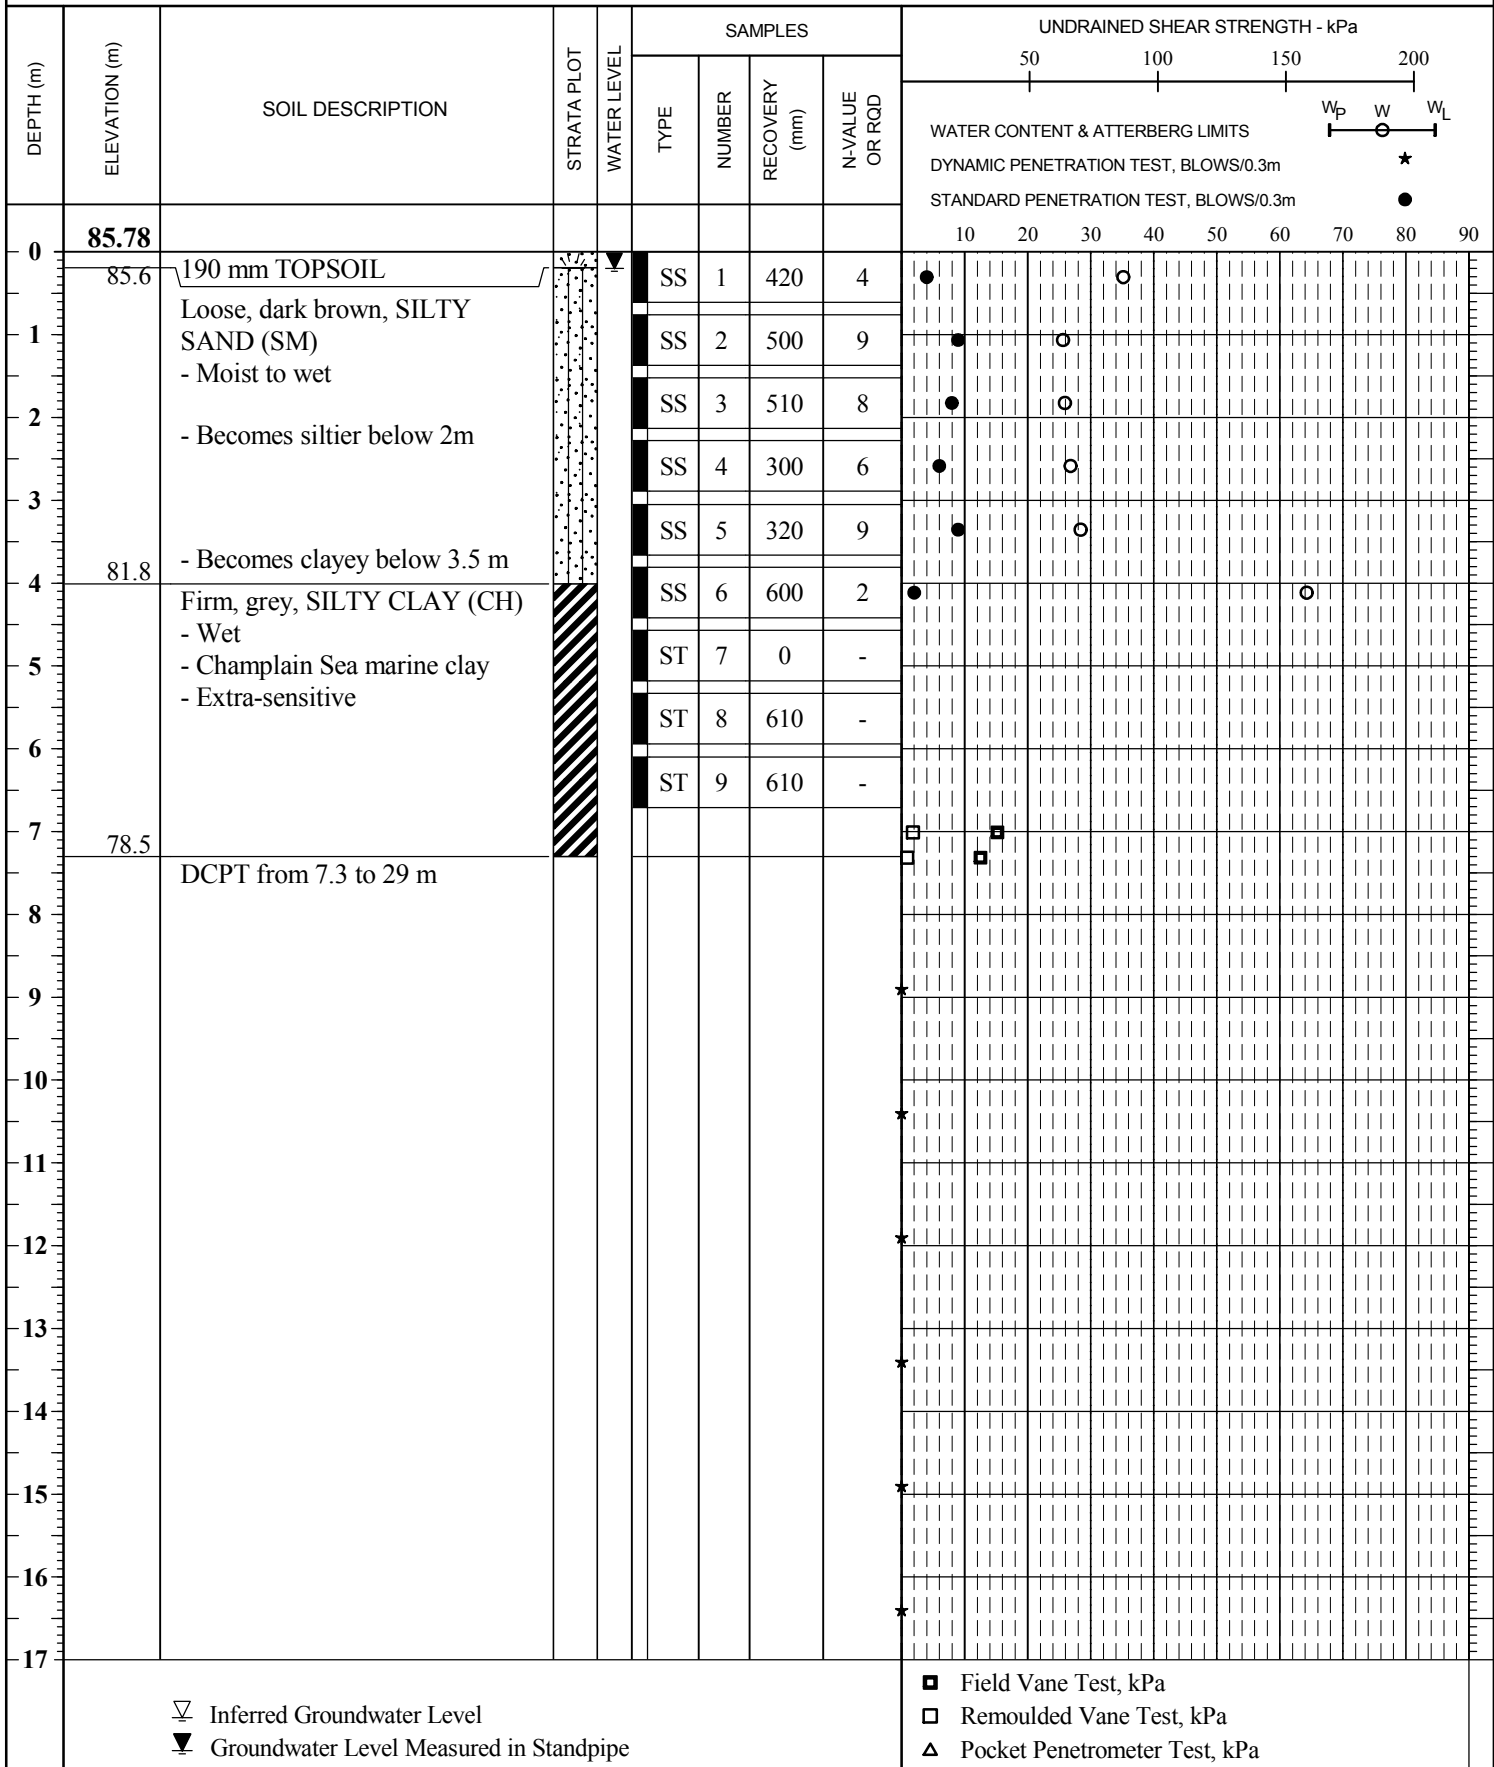 SAMPLES
UNDRAINED SHEAR STRENGTH - kPa
50 100 150 200
DEPTH (m)
ELEVATION (m)
SOIL DESCRIPTION
STRATA PLOT
WATER LEVEL
TYPE
NUMBER
RECOVERY (mm)
N-VALUE OR RQD
WP W WL
WATER CONTENT & ATTERBERG LIMITS
DYNAMIC PENETRATION TEST, BLOWS/0.3m
STANDARD PENETRATION TEST, BLOWS/0.3m
10 20 30 40 50 60 70 80 90
85.78
0
85.6
190 mm TOPSOIL
SS 1 420 4
Loose, dark brown, SILTY
SAND (SM)
1
SS 2 500 9
- Moist to wet
SS 3 510 8
2
- Becomes siltier below 2m
SS 4 300 6
3
SS 5 320 9
- Becomes clayey below 3.5 m
81.8
4
SS 6 600 2
Firm, grey, SILTY CLAY (CH)
- Wet
ST 7 0 -
- Champlain Sea marine clay
5
- Extra-sensitive
ST 8 610 -
6
ST 9 610 -
7
78.5
DCPT from 7.3 to 29 m
8
9
10
11
12
13
14
15
16
17
Inferred Groundwater Level
Groundwater Level Measured in Standpipe
Field Vane Test, kPa
Remoulded Vane Test, kPa
Pocket Penetrometer Test, kPa